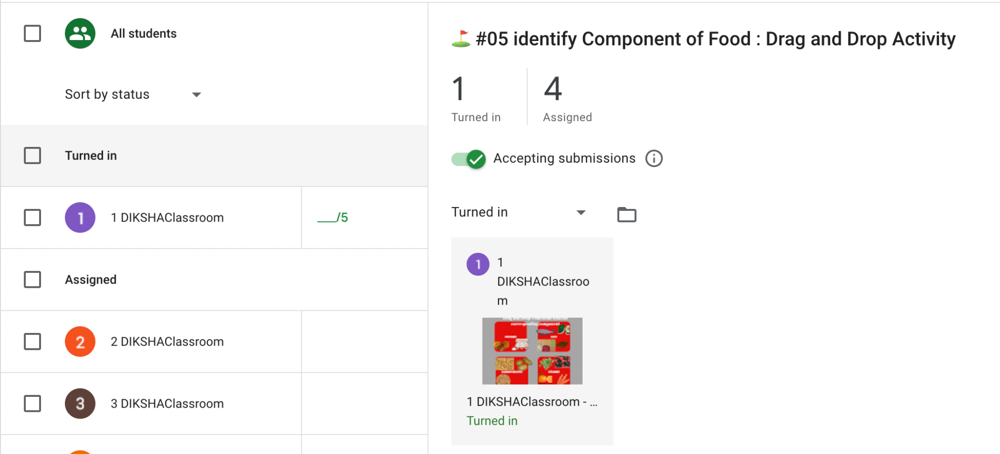 All students
Sort by status
Turned in
1
1 DIKSHAClassroom
___/5
Assigned
2
2 DIKSHAClassroom
3
3 DIKSHAClassroom
#05 identify Component of Food : Drag and Drop Activity
1
Turned in
4
Assigned
Accepting submissions
Turned in
1
1
DIKSHAClassroo
m
1 DIKSHAClassroom - ...
Turned in